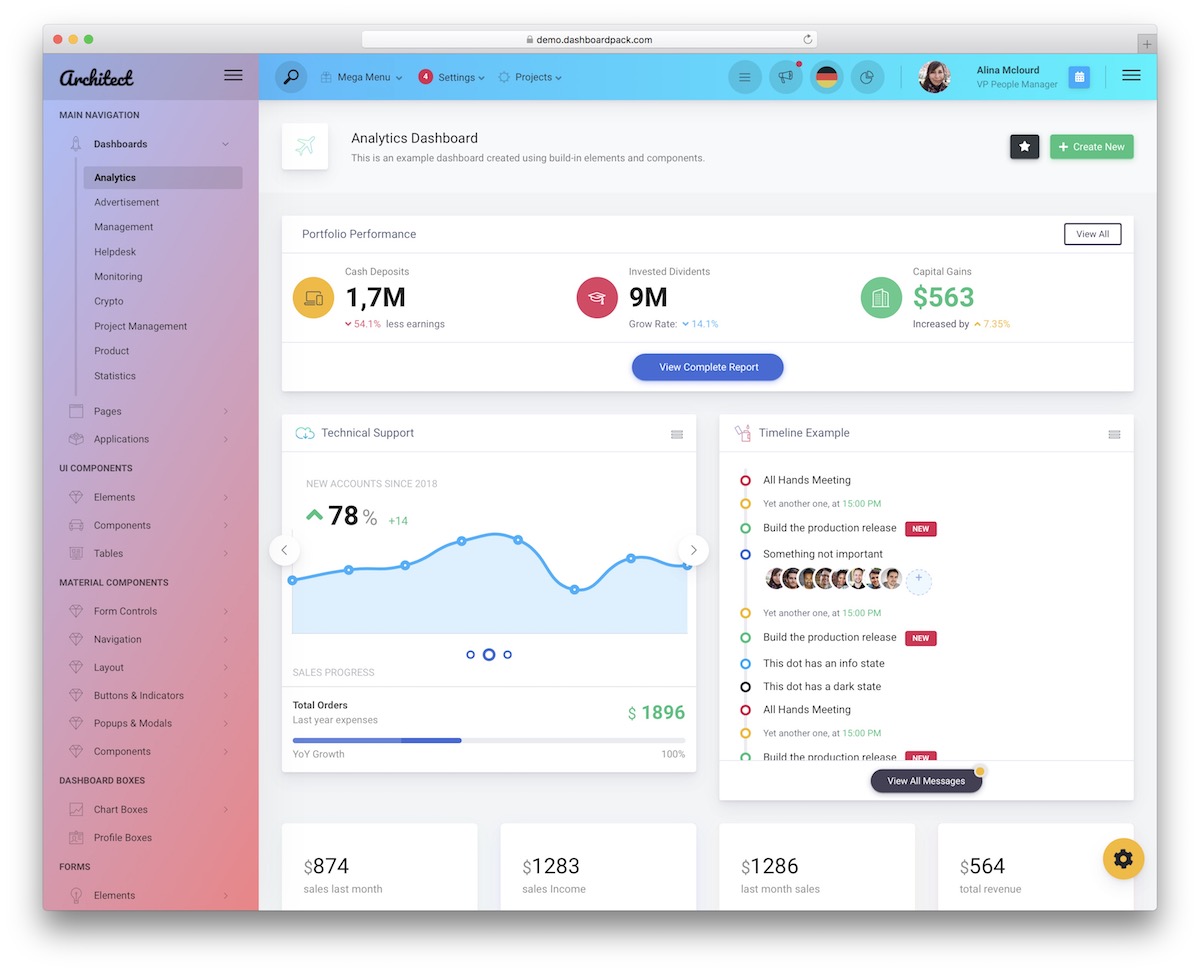 demo.dashboardpack.com
Architect
Mega Menu
4
Settings
Projects
Alina Mclourd
VP People Manager
MAIN NAVIGATION
Dashboards
Analytics
Advertisement
Management
Helpdesk
Monitoring
Crypto
Project Management
Product
Statistics
Pages
Applications
UI COMPONENTS
Elements
Components
Tables
MATERIAL COMPONENTS
Form Controls
Navigation
Layout
Buttons & Indicators
Popups & Modals
Components
DASHBOARD BOXES
Chart Boxes
Profile Boxes
FORMS
Elements
Analytics Dashboard
This is an example dashboard created using build-in elements and components.
Create New
Portfolio Performance
View All
Cash Deposits
1,7M
54.1% less earnings
Invested Dividents
9M
Grow Rate: 14.1%
Capital Gains
$563
Increased by 7.35%
View Complete Report
Technical Support
NEW ACCOUNTS SINCE 2018
78 % +14
SALES PROGRESS
Total Orders
Last year expenses
$ 1896
YoY Growth
100%
Timeline Example
All Hands Meeting
Yet another one, at 15:00 PM
Build the production release NEW
Something not important
+
Yet another one, at 15:00 PM
Build the production release NEW
This dot has an info state
This dot has a dark state
All Hands Meeting
Yet another one, at 15:00 PM
Build the production release NEW
View All Messages
$874
sales last month
$1283
sales Income
$1286
last month sales
$564
total revenue